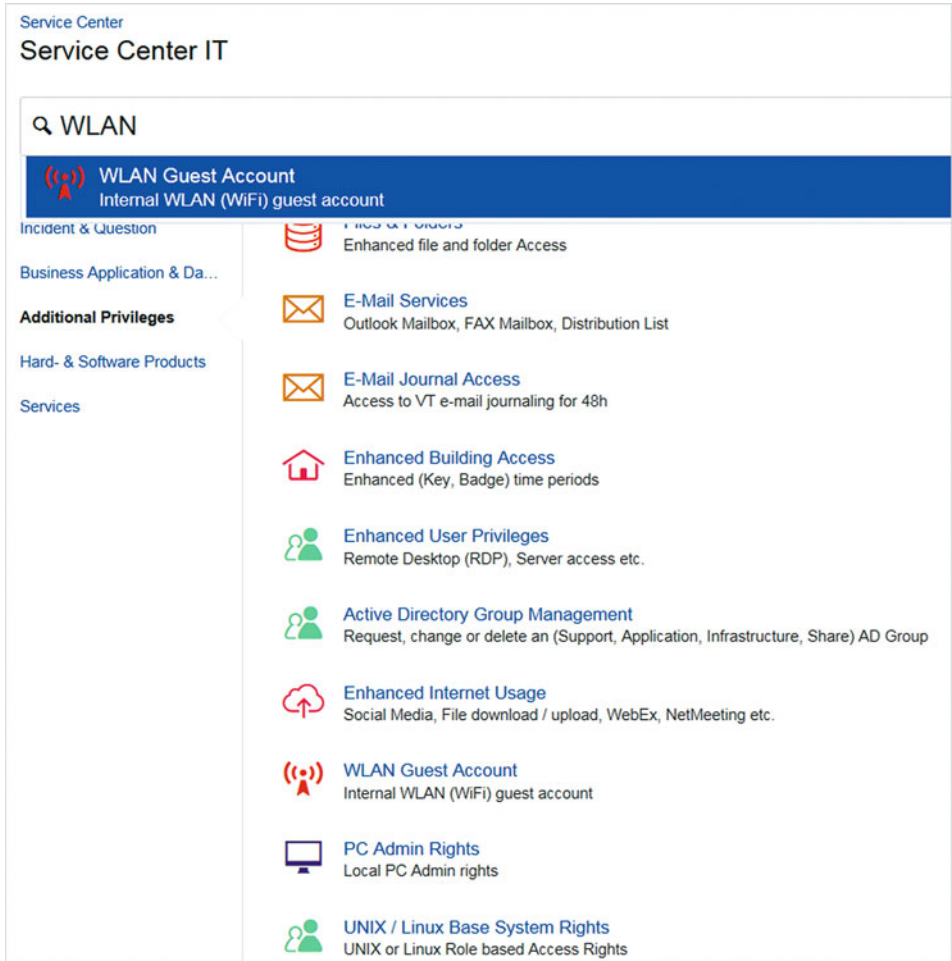 Service Center
Service Center IT
WLAN
WLAN Guest Account
Internal WLAN (WiFi) guest account
Incident & Question
Business Application & Da...
Additional Privileges
Hard- & Software Products
Services
Files & Folders
Enhanced file and folder Access
E-Mail Services
Outlook Mailbox, FAX Mailbox, Distribution List
E-Mail Journal Access
Access to VT e-mail journaling for 48h
Enhanced Building Access
Enhanced (Key, Badge) time periods
Enhanced User Privileges
Remote Desktop (RDP), Server access etc.
Active Directory Group Management
Request, change or delete an (Support, Application, Infrastructure, Share) AD Group
Enhanced Internet Usage
Social Media, File download / upload, WebEx, NetMeeting etc.
WLAN Guest Account
Internal WLAN (WiFi) guest account
PC Admin Rights
Local PC Admin rights
UNIX / Linux Base System Rights
UNIX or Linux Role based Access Rights